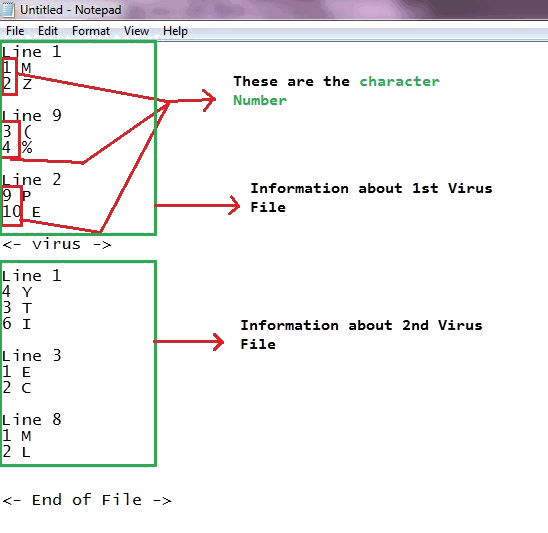 Untitled - Notepad
File Edit Format View Help
Line 1
1 M
2 Z
These are the character
Number
Line 9
3 (
4 %
Line 2
9 P
10 E
Information about 1st Virus
File
<- virus ->
Line 1
4 Y
3 T
6 I
Information about 2nd Virus
File
Line 3
1 E
2 C
Line 8
1 M
2 L
<- End of File ->